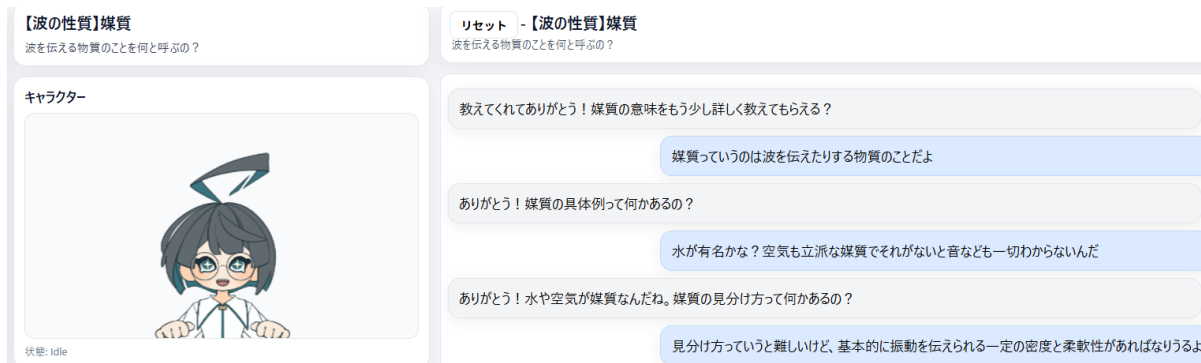 【波の性質】媒質
波を伝える物質のことを何と呼ぶの？
キャラクター
状態: Idle
リセット - 【波の性質】媒質
波を伝える物質のことを何と呼ぶの？
教えてくれてありがとう！媒質の意味をもう少し詳しく教えてもらえる？
媒質っていうのは波を伝えたりする物質のことだよ
ありがとう！媒質の具体例って何かあるの？
水が有名かな？空気も立派な媒質でそれがないと音なども一切わからないんだ
ありがとう！水や空気が媒質なんだね。媒質の見分け方って何かあるの？
見分け方っていうと難しいけど、基本的に振動を伝えられる一定の密度と柔軟性があればなりうるよ